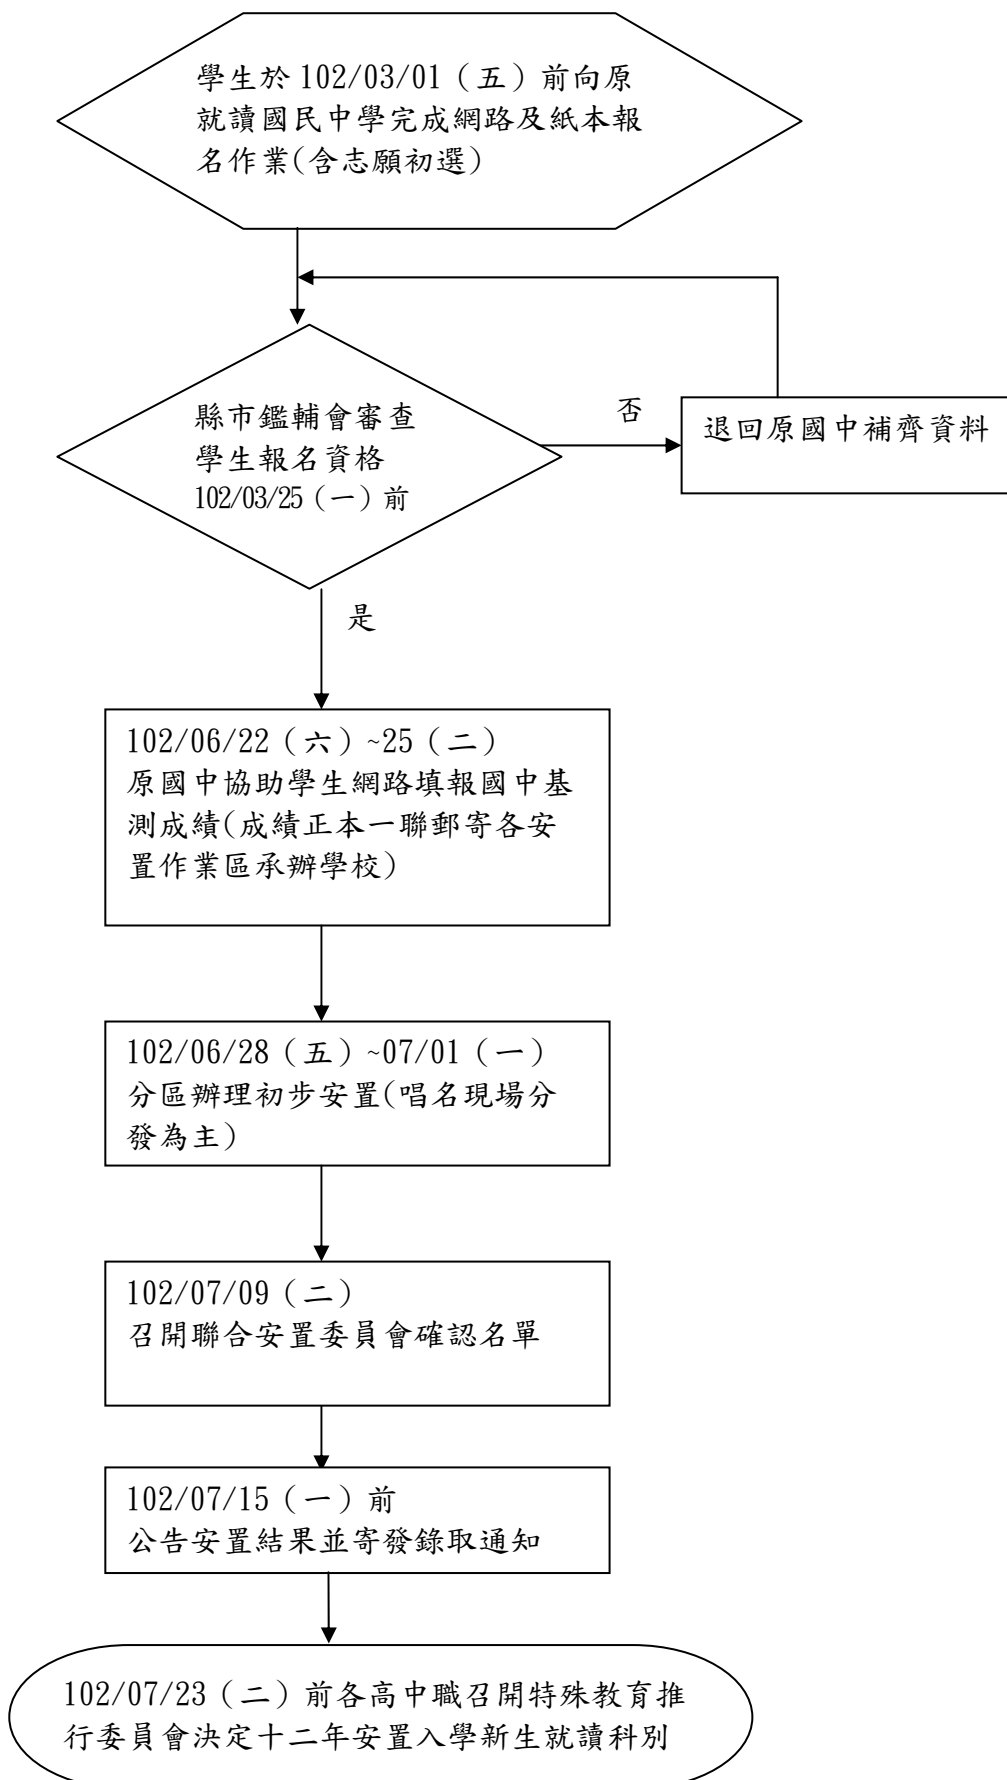 學生於 102/03/01（五）前向原
就讀國民中學完成網路及紙本報
名作業(含志願初選)
縣市鑑輔會審查
學生報名資格
102/03/25（一）前
否
退回原國中補齊資料
是
102/06/22（六）~25（二）
原國中協助學生網路填報國中基
測成績(成績正本一聯郵寄各安
置作業區承辦學校)
102/06/28（五）~07/01（一）
分區辦理初步安置(唱名現場分
發為主)
102/07/09（二）
召開聯合安置委員會確認名單
102/07/15（一）前
公告安置結果並寄發錄取通知
102/07/23（二）前各高中職召開特殊教育推
行委員會決定十二年安置入學新生就讀科別